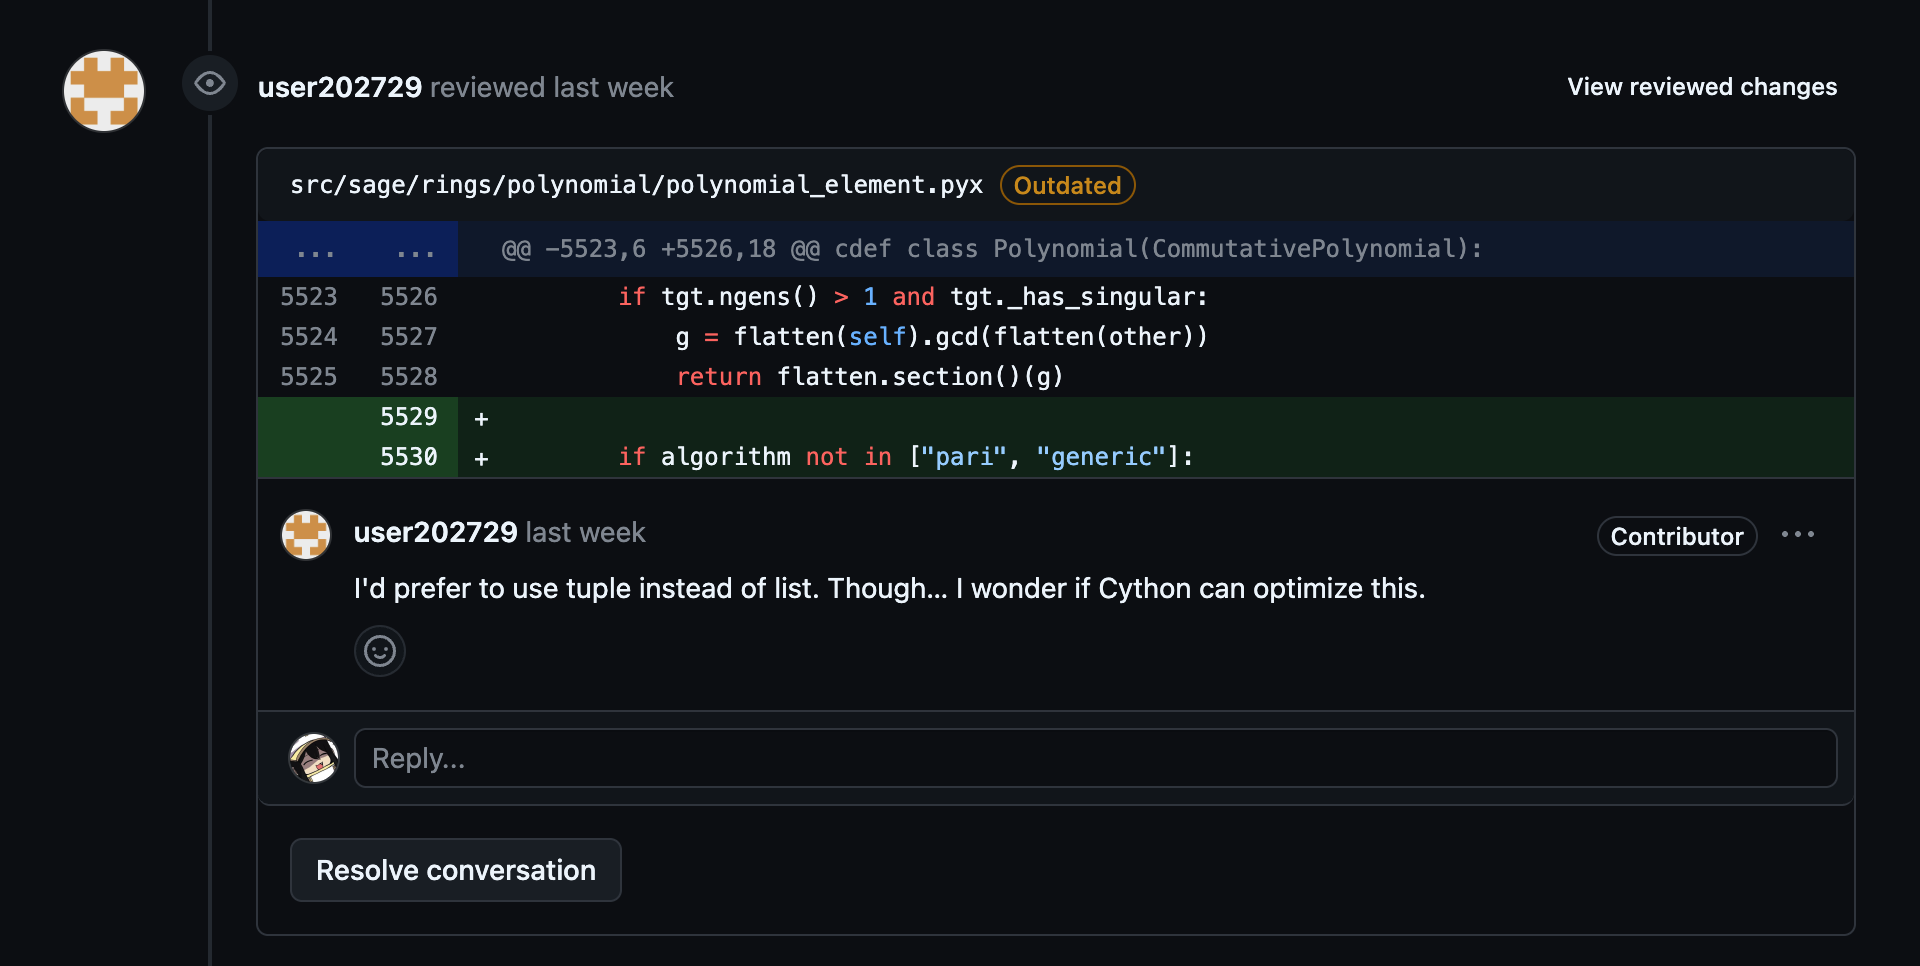 user202729 reviewed last week
View reviewed changes
src/sage/rings/polynomial/polynomial_element.pyx Outdated
... ... @@ -5523,6 +5526,18 @@ cdef class Polynomial(CommutativePolynomial):
5523 5526 if tgt.ngens() > 1 and tgt._has_singular:
5524 5527 g = flatten(self).gcd(flatten(other))
5525 5528 return flatten.section()(g)
5529 +
5530 + if algorithm not in ["pari", "generic"]:
user202729 last week
Contributor ...
I'd prefer to use tuple instead of list. Though... I wonder if Cython can optimize this.
Reply...
Resolve conversation